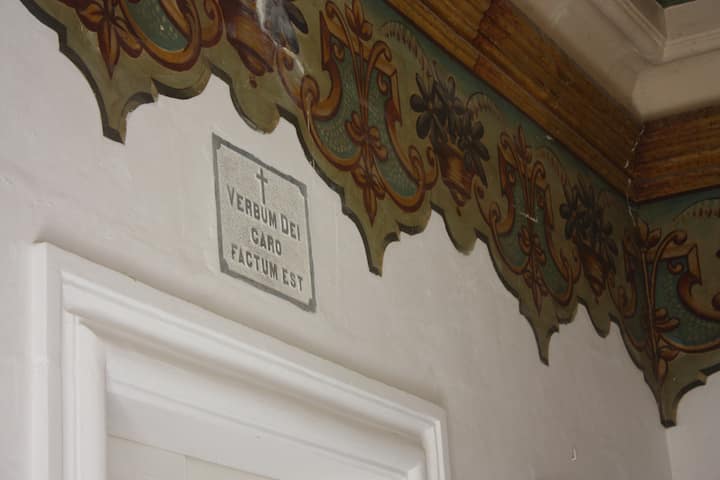 VERBUM DEI
CARO
FACTUM EST